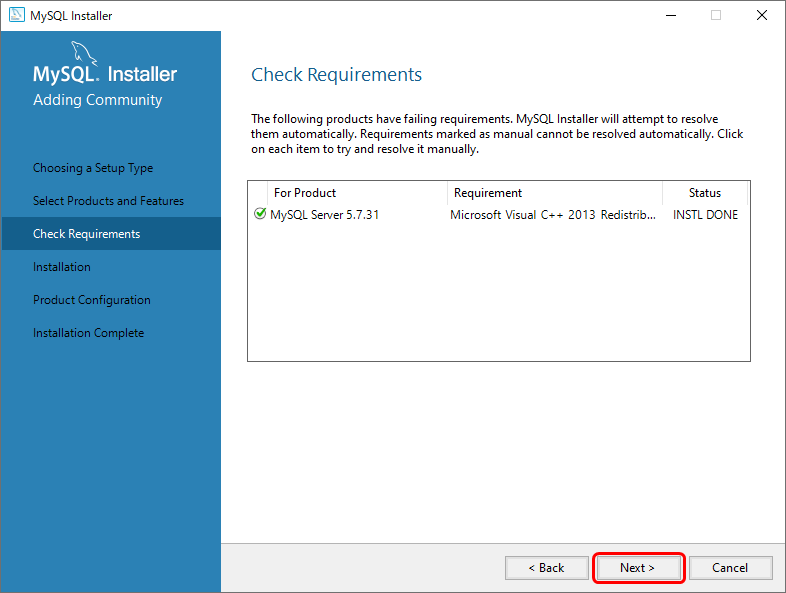 MySQL Installer
MySQL. Installer
Adding Community
Choosing a Setup Type
Select Products and Features
Check Requirements
Installation
Product Configuration
Installation Complete
Check Requirements
The following products have failing requirements. MySQL Installer will attempt to resolve
them automatically. Requirements marked as manual cannot be resolved automatically. Click
on each item to try and resolve it manually.
For Product Requirement Status
MySQL Server 5.7.31 Microsoft Visual C++ 2013 Redistrib... INSTL DONE
< Back Next > Cancel